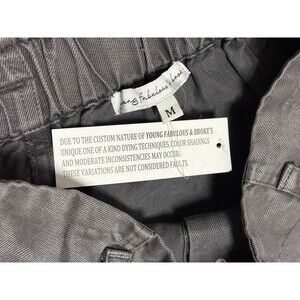 Young Fabulous & Broke
M
DUE TO THE CUSTOM NATURE OF YOUNG FABULOUS & BROKE'S
UNIQUE ONE OF A KIND DYING TECHNIQUES, COLOR SHADINGS
AND MODERATE INCONSISTENCIES MAY OCCUR.
THESE VARIATIONS ARE NOT CONSIDERED FAULTS.